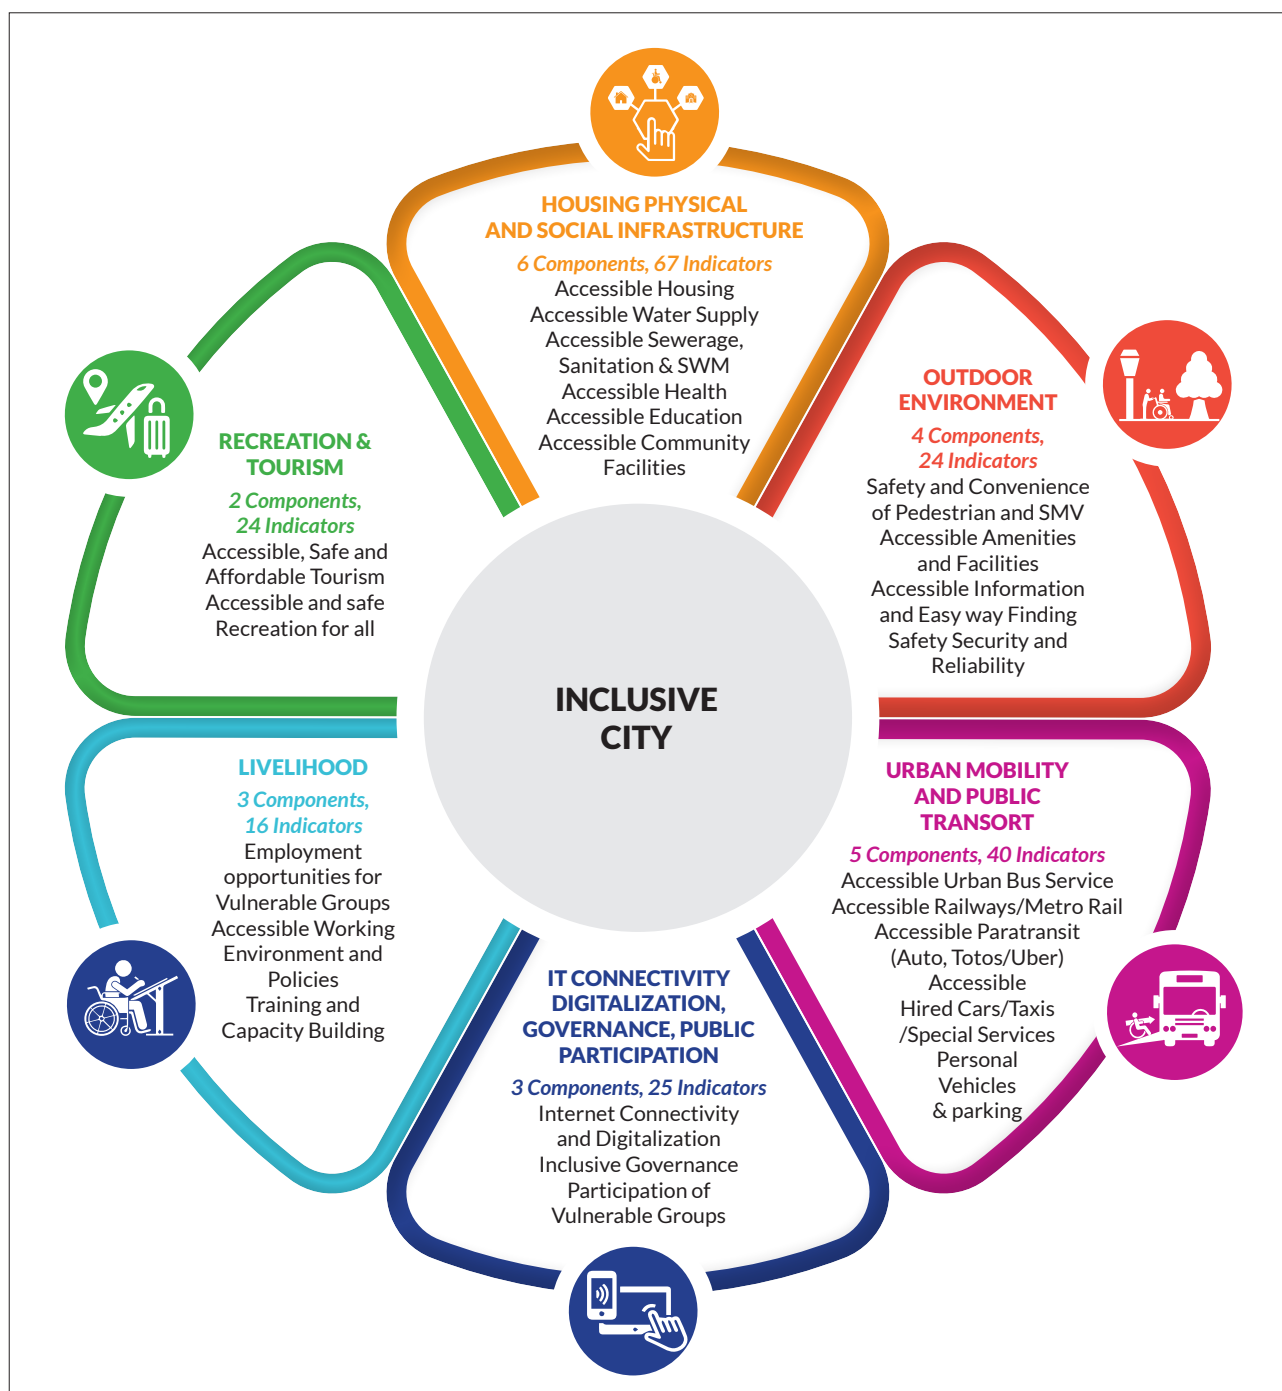 HOUSING PHYSICAL
AND SOCIAL INFRASTRUCTURE
6 Components, 67 Indicators
Accessible Housing
Accessible Water Supply
Accessible Sewerage,
Sanitation & SWM
Accessible Health
Accessible Education
Accessible Community
Facilities
OUTDOOR
ENVIRONMENT
4 Components,
24 Indicators
Safety and Convenience
of Pedestrian and SMV
Accessible Amenities
and Facilities
Accessible Information
and Easy way Finding
Safety Security and
Reliability
URBAN MOBILITY
AND PUBLIC
TRANSORT
5 Components, 40 Indicators
Accessible Urban Bus Service
Accessible Railways/Metro Rail
Accessible Paratransit
(Auto, Totos/Uber)
Accessible
Hired Cars/Taxis
/Special Services
Personal
Vehicles
& parking
IT CONNECTIVITY
DIGITALIZATION,
GOVERNANCE, PUBLIC
PARTICIPATION
3 Components, 25 Indicators
Internet Connectivity
and Digitalization
Inclusive Governance
Participation of
Vulnerable Groups
LIVELIHOOD
3 Components,
16 Indicators
Employment
opportunities for
Vulnerable Groups
Accessible Working
Environment and
Policies
Training and
Capacity Building
RECREATION &
TOURISM
2 Components,
24 Indicators
Accessible, Safe and
Affordable Tourism
Accessible and safe
Recreation for all
INCLUSIVE
CITY